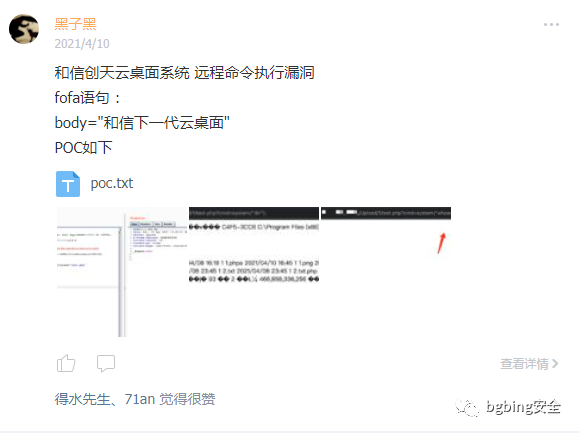 黑子黑
2021/4/10
和信创天云桌面系统 远程命令执行漏洞
fofa语句：
body="和信下一代云桌面"
POC如下
T
poc.txt
查看详情
得水先生、71an 觉得很赞
bgbing安全